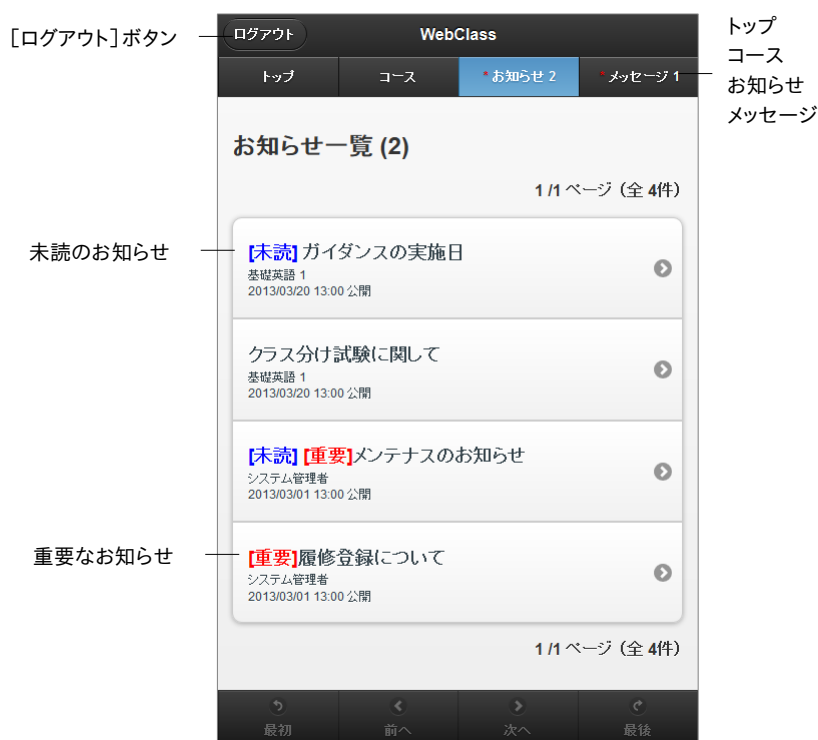 [ログアウト]ボタン
ログアウト
WebClass
トップ
コース
*お知らせ 2
*メッセージ 1
トップ
コース
お知らせ
メッセージ
お知らせ一覧 (2)
1 /1 ページ (全 4件)
未読のお知らせ
[未読] ガイダンスの実施日
基礎英語 1
2013/03/20 13:00 公開
クラス分け試験に関して
基礎英語 1
2013/03/20 13:00 公開
[未読] [重要]メンテナスのお知らせ
システム管理者
2013/03/01 13:00 公開
重要なお知らせ
[重要]履修登録について
システム管理者
2013/03/01 13:00 公開
1 /1 ページ (全 4件)
最初
前へ
次へ
最後